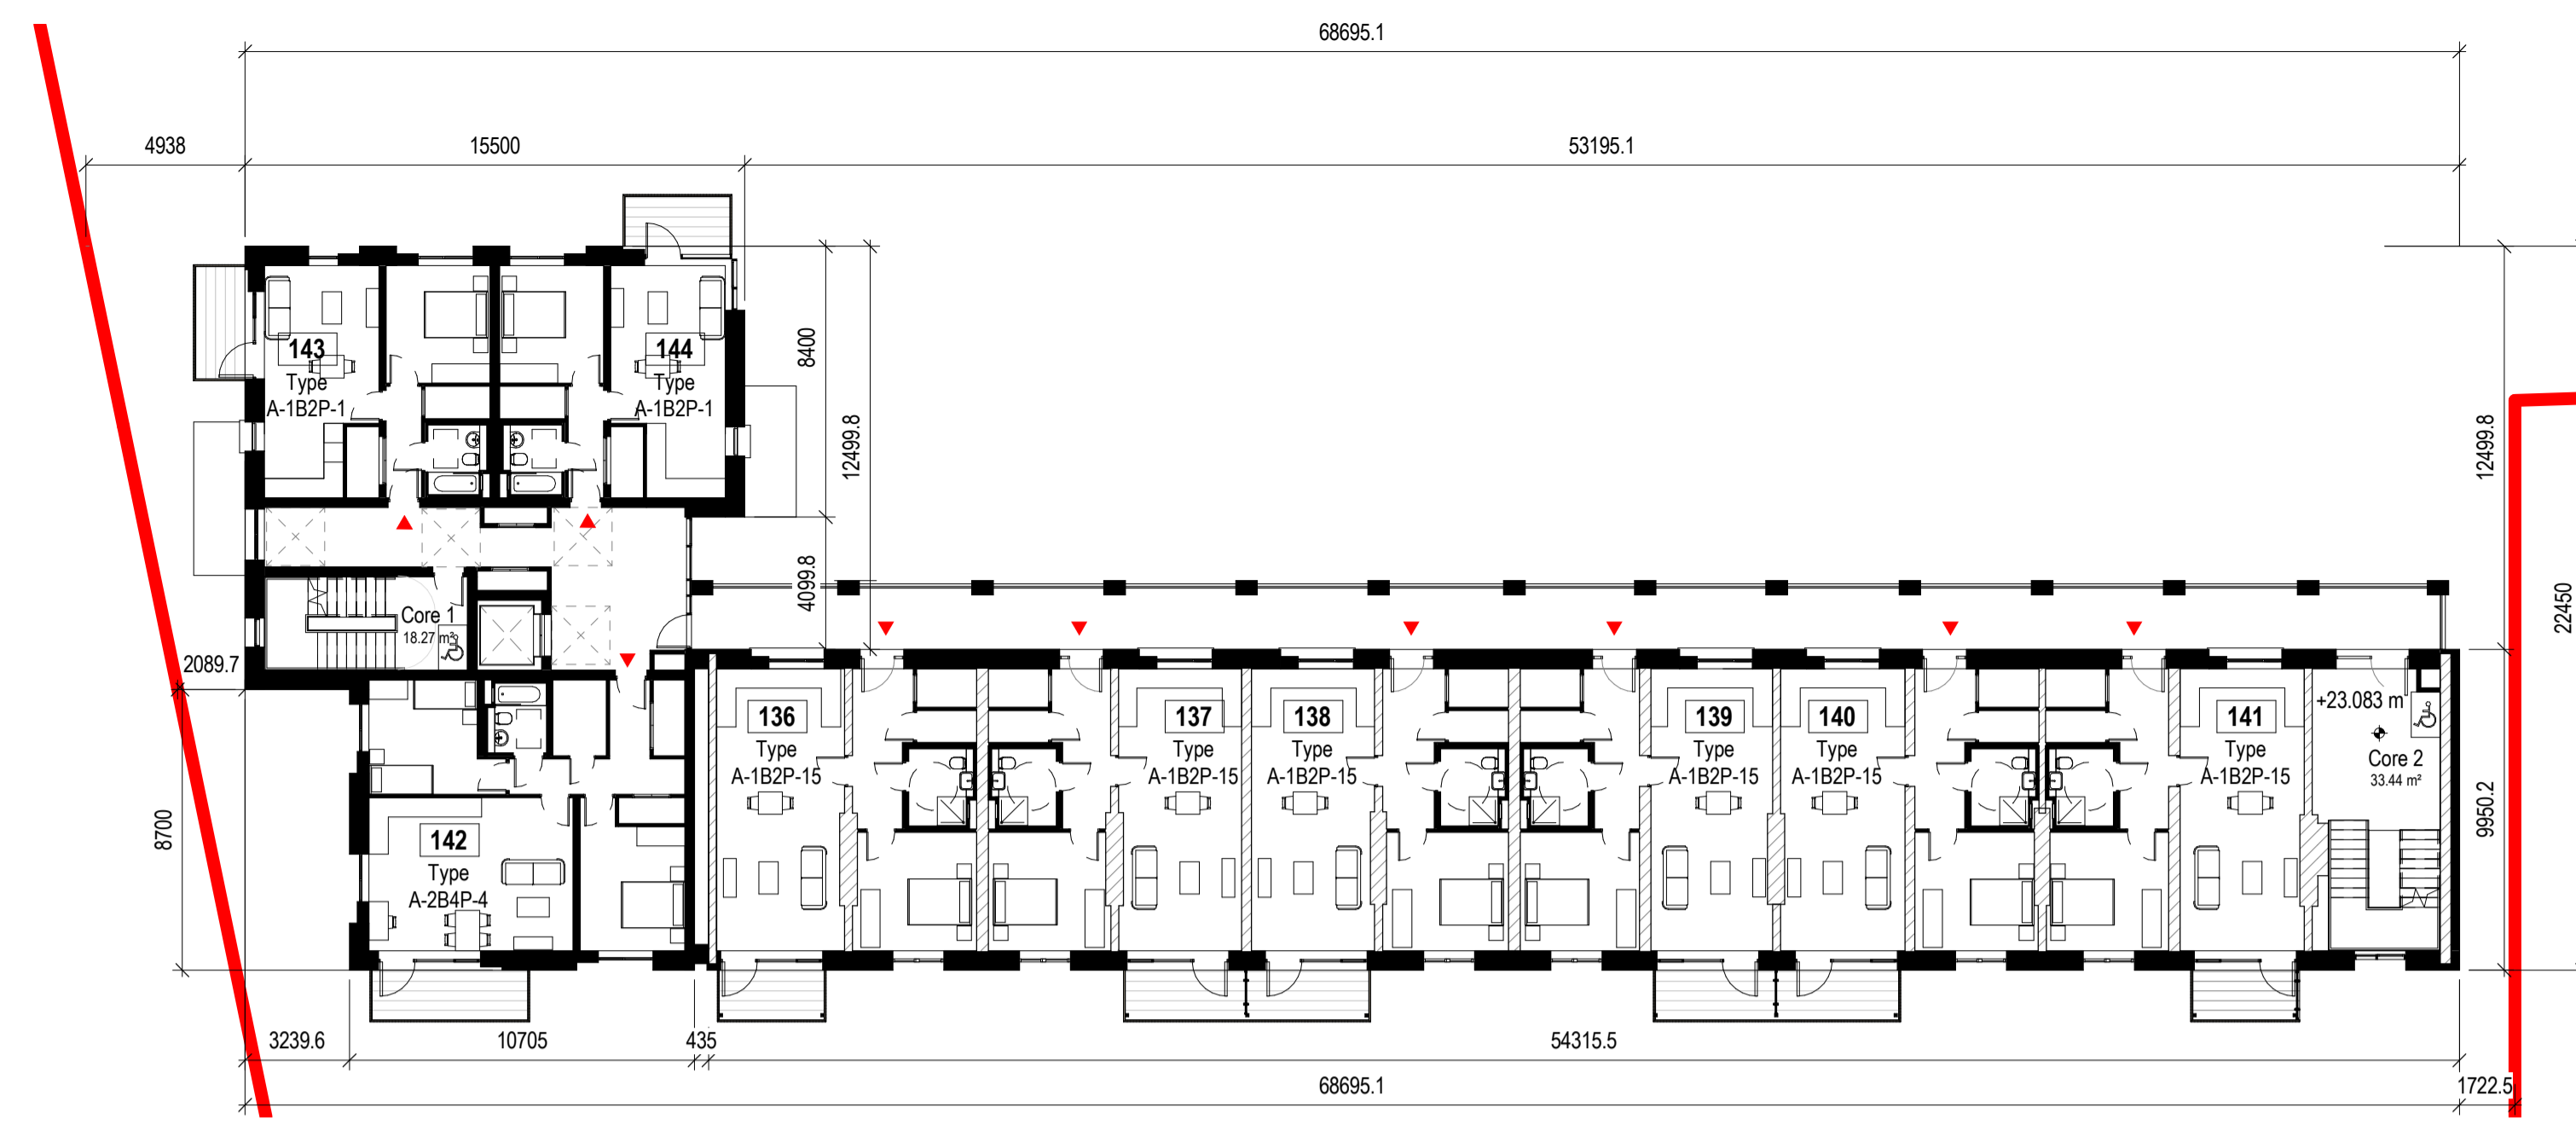 68695.1
4938
15500
53195.1
143
Type
A-1B2P-1
144
Type
A-1B2P-1
8400
12499.8
4099.8
12499.8
22450
Core 1
18.27 m²
2089.7
8700
142
Type
A-2B4P-4
136
Type
A-1B2P-15
137
Type
A-1B2P-15
138
Type
A-1B2P-15
139
Type
A-1B2P-15
140
Type
A-1B2P-15
141
Type
A-1B2P-15
+23.083 m
Core 2
33.44 m²
9950.2
3239.6
10705
435
54315.5
68695.1
1722.5